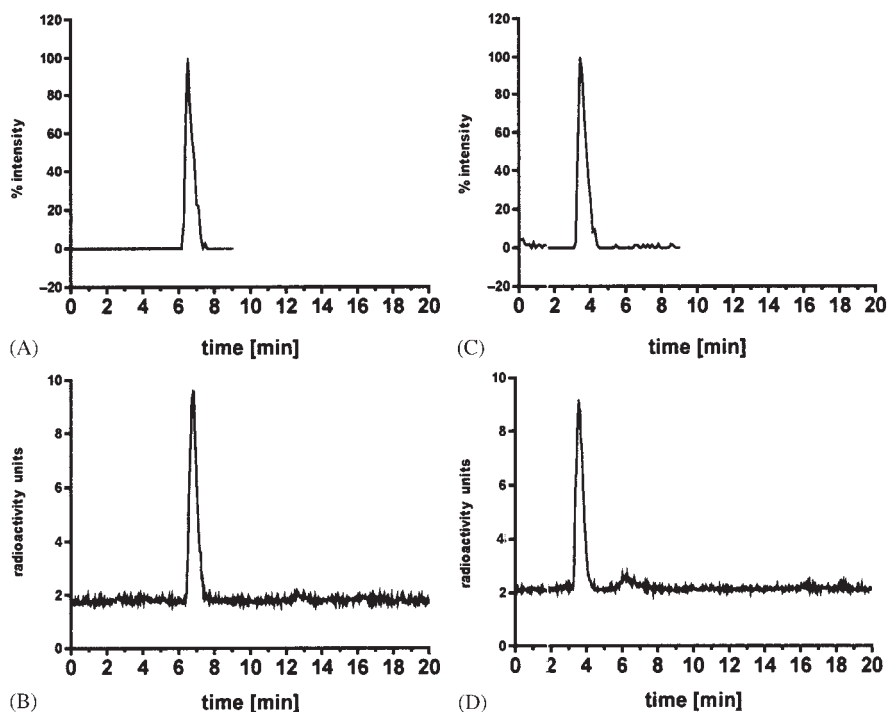 120
100
80
60
40
20
0
–20
% intensity
0 2 4 6 8 10 12 14 16 18 20
(A) time [min]
120
100
80
60
40
20
0
–20
% intensity
0 2 4 6 8 10 12 14 16 18 20
(C) time [min]
10
8
6
4
2
0
radioactivity units
0 2 4 6 8 10 12 14 16 18 20
(B) time [min]
10
8
6
4
2
0
radioactivity units
0 2 4 6 8 10 12 14 16 18 20
(D) time [min]